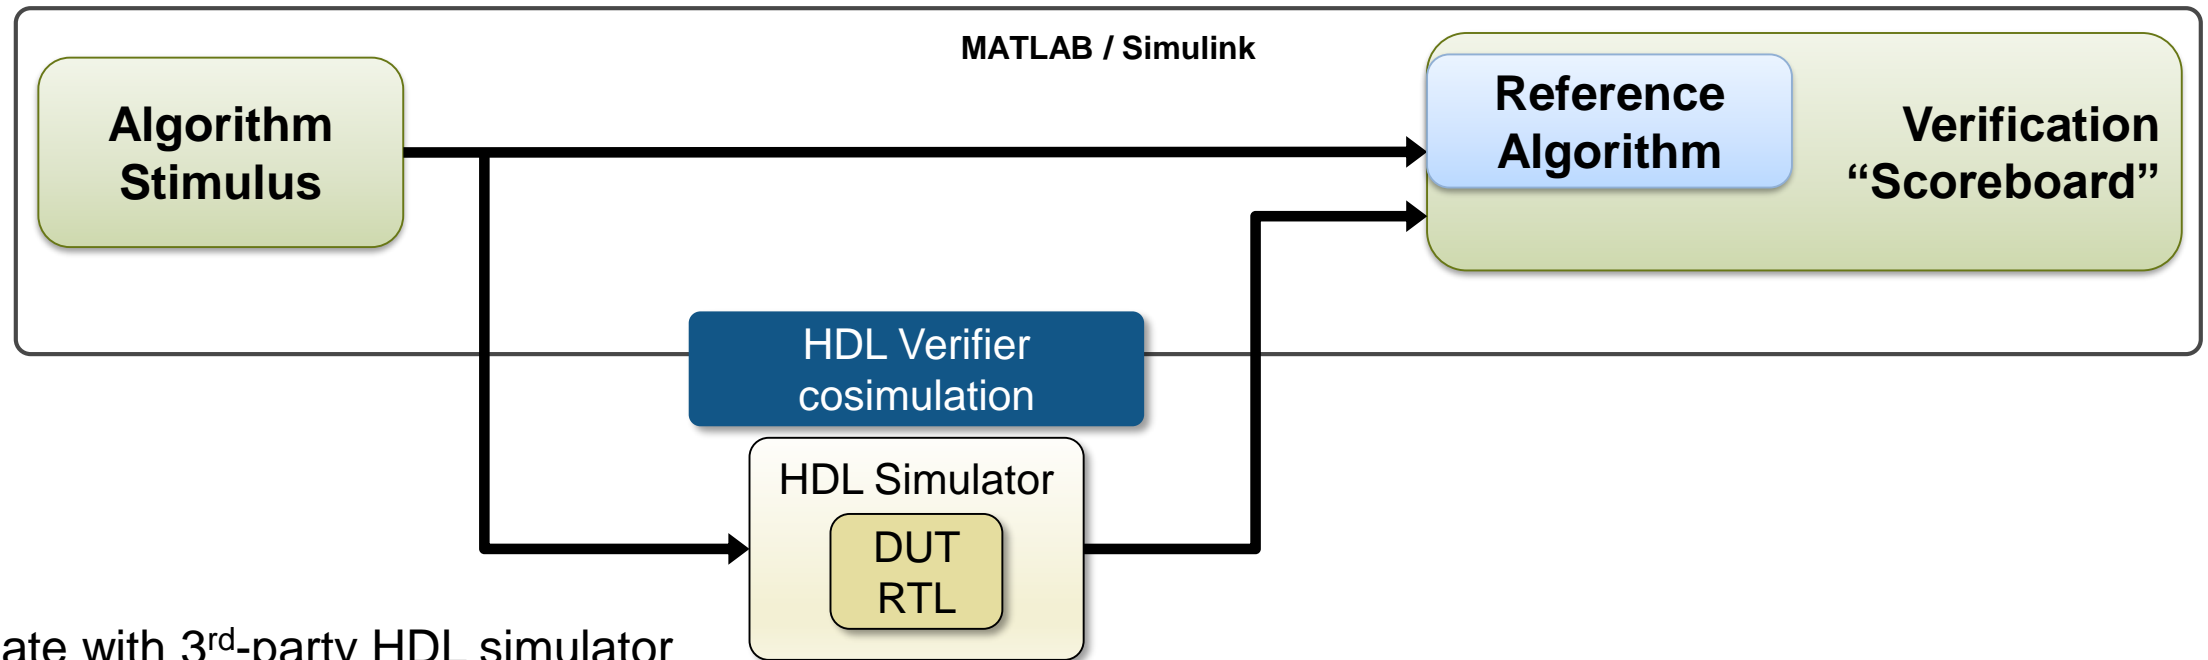 MATLAB / Simulink
Algorithm
Stimulus
Reference
Algorithm
Verification
“Scoreboard”
HDL Verifier
cosimulation
HDL Simulator
DUT
RTL
with 3rd-party HDL simulator